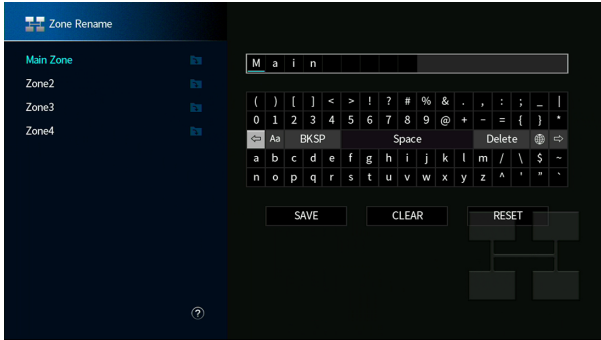 Zone Rename
Main Zone
Zone2
Zone3
Zone4
?
Main
( ) [ ] < > ! ? # % & . , : ; _ |
0 1 2 3 4 5 6 7 8 9 @ + - = { } *
⇦ Aa BKSP Space Delete ⇨
a b c d e f g h i j k l m / \ $ ~
n o p q r s t u v w x y z ^ ' " `
SAVE CLEAR RESET